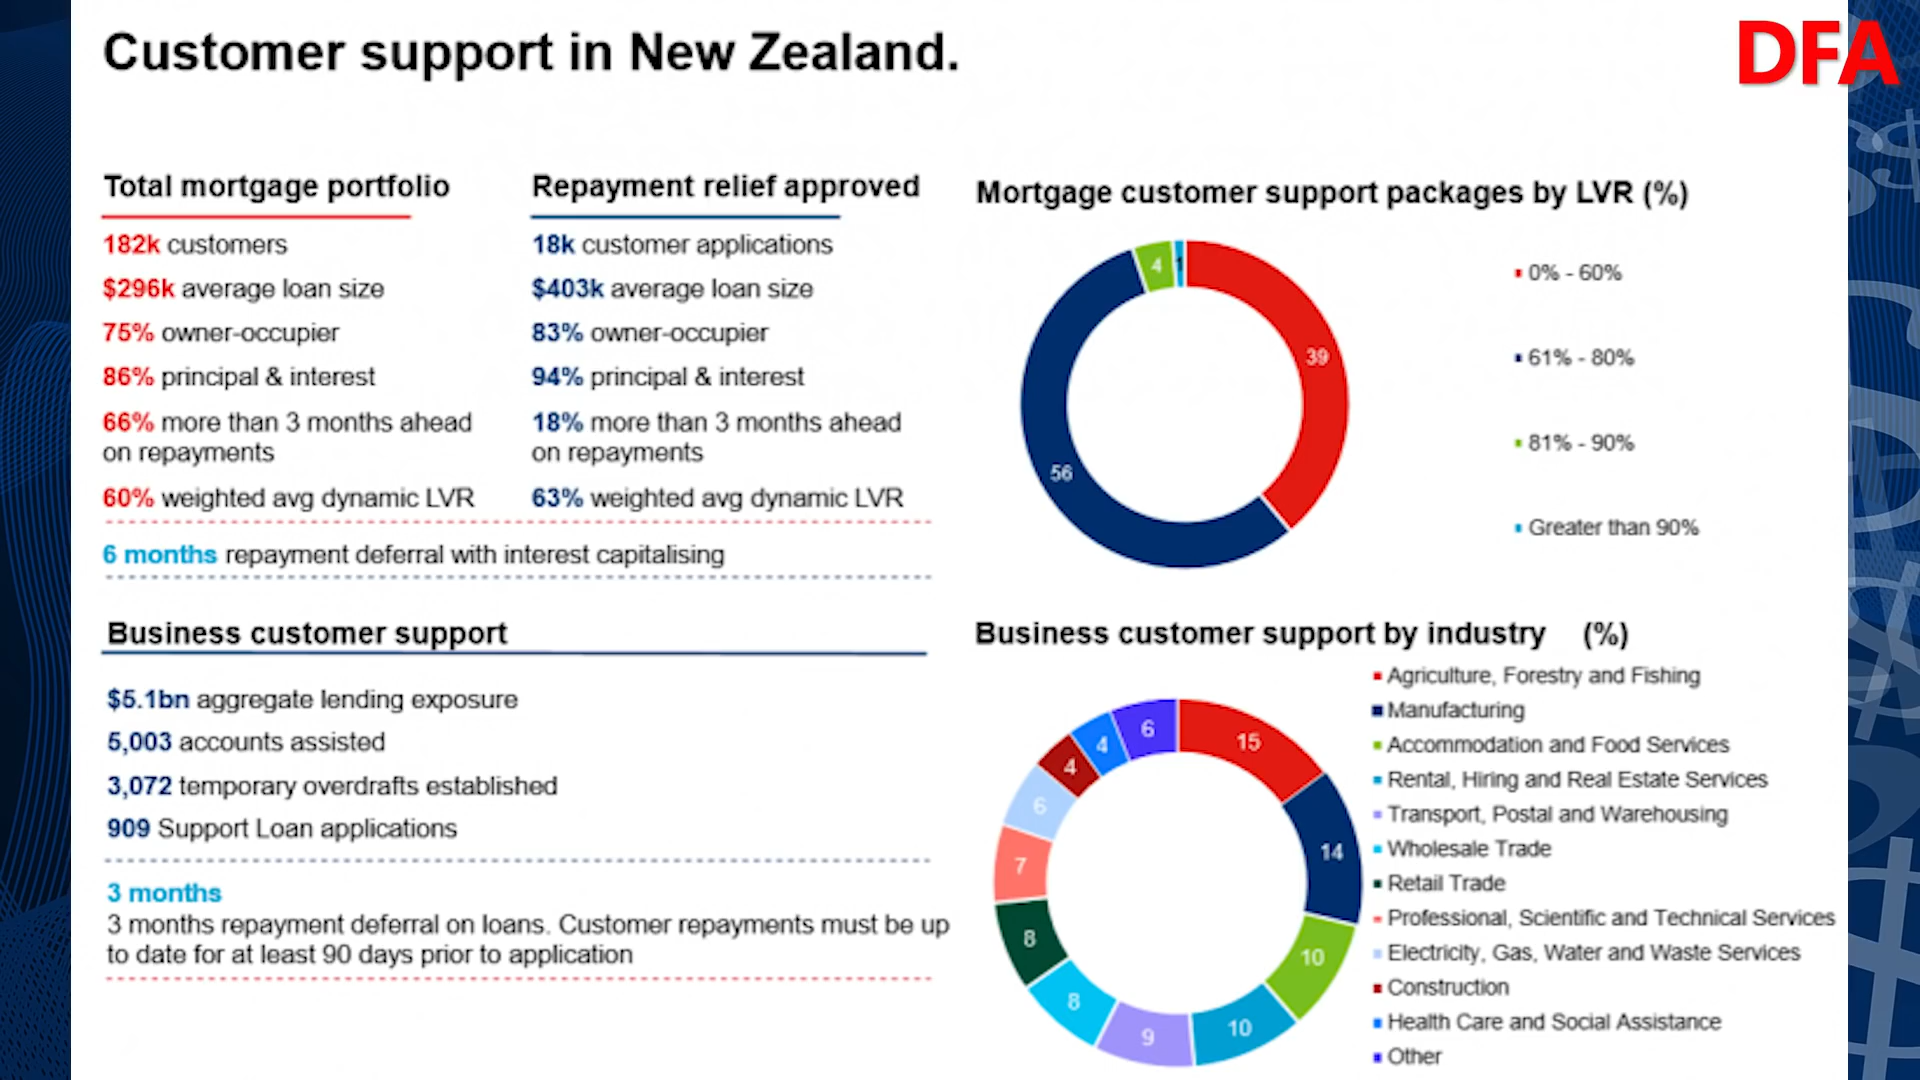 Customer support in New Zealand.
DFA
Total mortgage portfolio
182k customers
$296k average loan size
75% owner-occupier
86% principal & interest
66% more than 3 months ahead
on repayments
60% weighted avg dynamic LVR
Repayment relief approved
18k customer applications
$403k average loan size
83% owner-occupier
94% principal & interest
18% more than 3 months ahead
on repayments
63% weighted avg dynamic LVR
6 months repayment deferral with interest capitalising
Mortgage customer support packages by LVR (%)
4
1
39
56
0% - 60%
61% - 80%
81% - 90%
Greater than 90%
Business customer support
$5.1bn aggregate lending exposure
5,003 accounts assisted
3,072 temporary overdrafts established
909 Support Loan applications
3 months
3 months repayment deferral on loans. Customer repayments must be up
to date for at least 90 days prior to application
Business customer support by industry (%)
15
14
10
10
9
8
8
7
6
4
4
6
Agriculture, Forestry and Fishing
Manufacturing
Accommodation and Food Services
Rental, Hiring and Real Estate Services
Transport, Postal and Warehousing
Wholesale Trade
Retail Trade
Professional, Scientific and Technical Services
Electricity, Gas, Water and Waste Services
Construction
Health Care and Social Assistance
Other